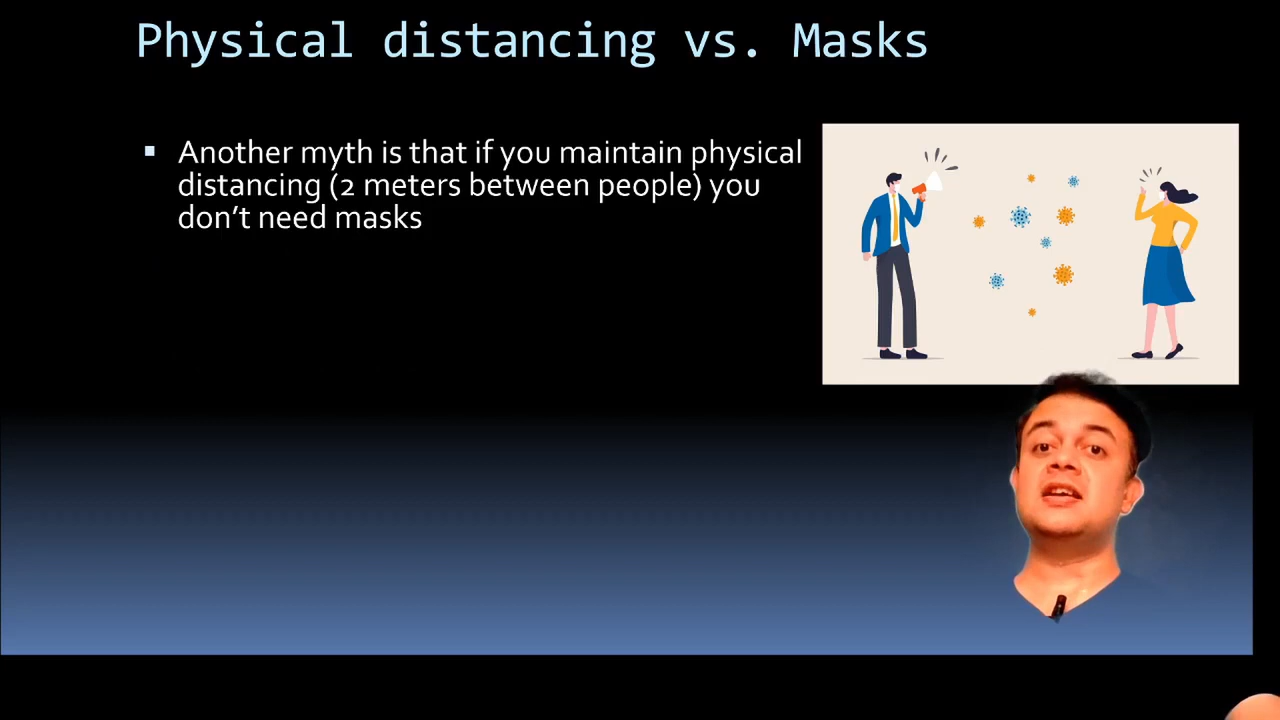 Physical distancing vs. Masks
Another myth is that if you maintain physical
distancing (2 meters between people) you
don't need masks